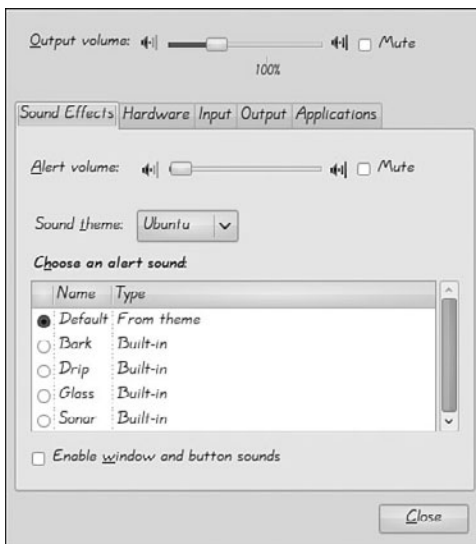 Output volume: Mute
100%
Sound Effects Hardware Input Output Applications
Alert volume: Mute
Sound theme: Ubuntu
Choose an alert sound:
Name Type
Default From theme
Bark Built-in
Drip Built-in
Glass Built-in
Sonar Built-in
Enable window and button sounds
Close